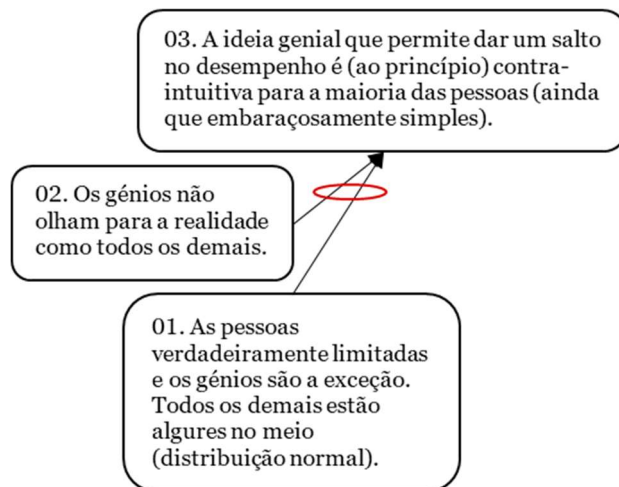 03. A ideia genial que permite dar um salto
no desempenho é (ao princípio) contra-
intuitiva para a maioria das pessoas (ainda
que embaraçosamente simples).
02. Os génios não
olham para a realidade
como todos os demais.
01. As pessoas
verdadeiramente limitadas
e os génios são a exceção.
Todos os demais estão
algures no meio
(distribuição normal).